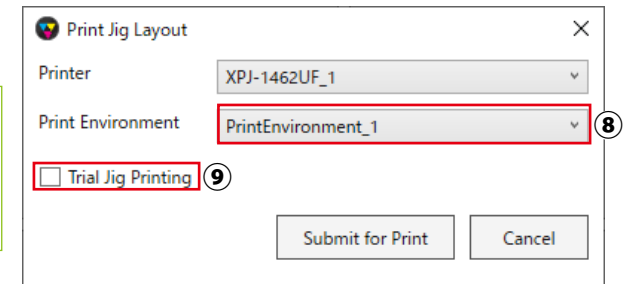 Print Jig Layout
Printer XPJ-1462UF_1
Print Environment PrintEnvironment_1 ⑧
Trial Jig Printing ⑨
Submit for Print Cancel